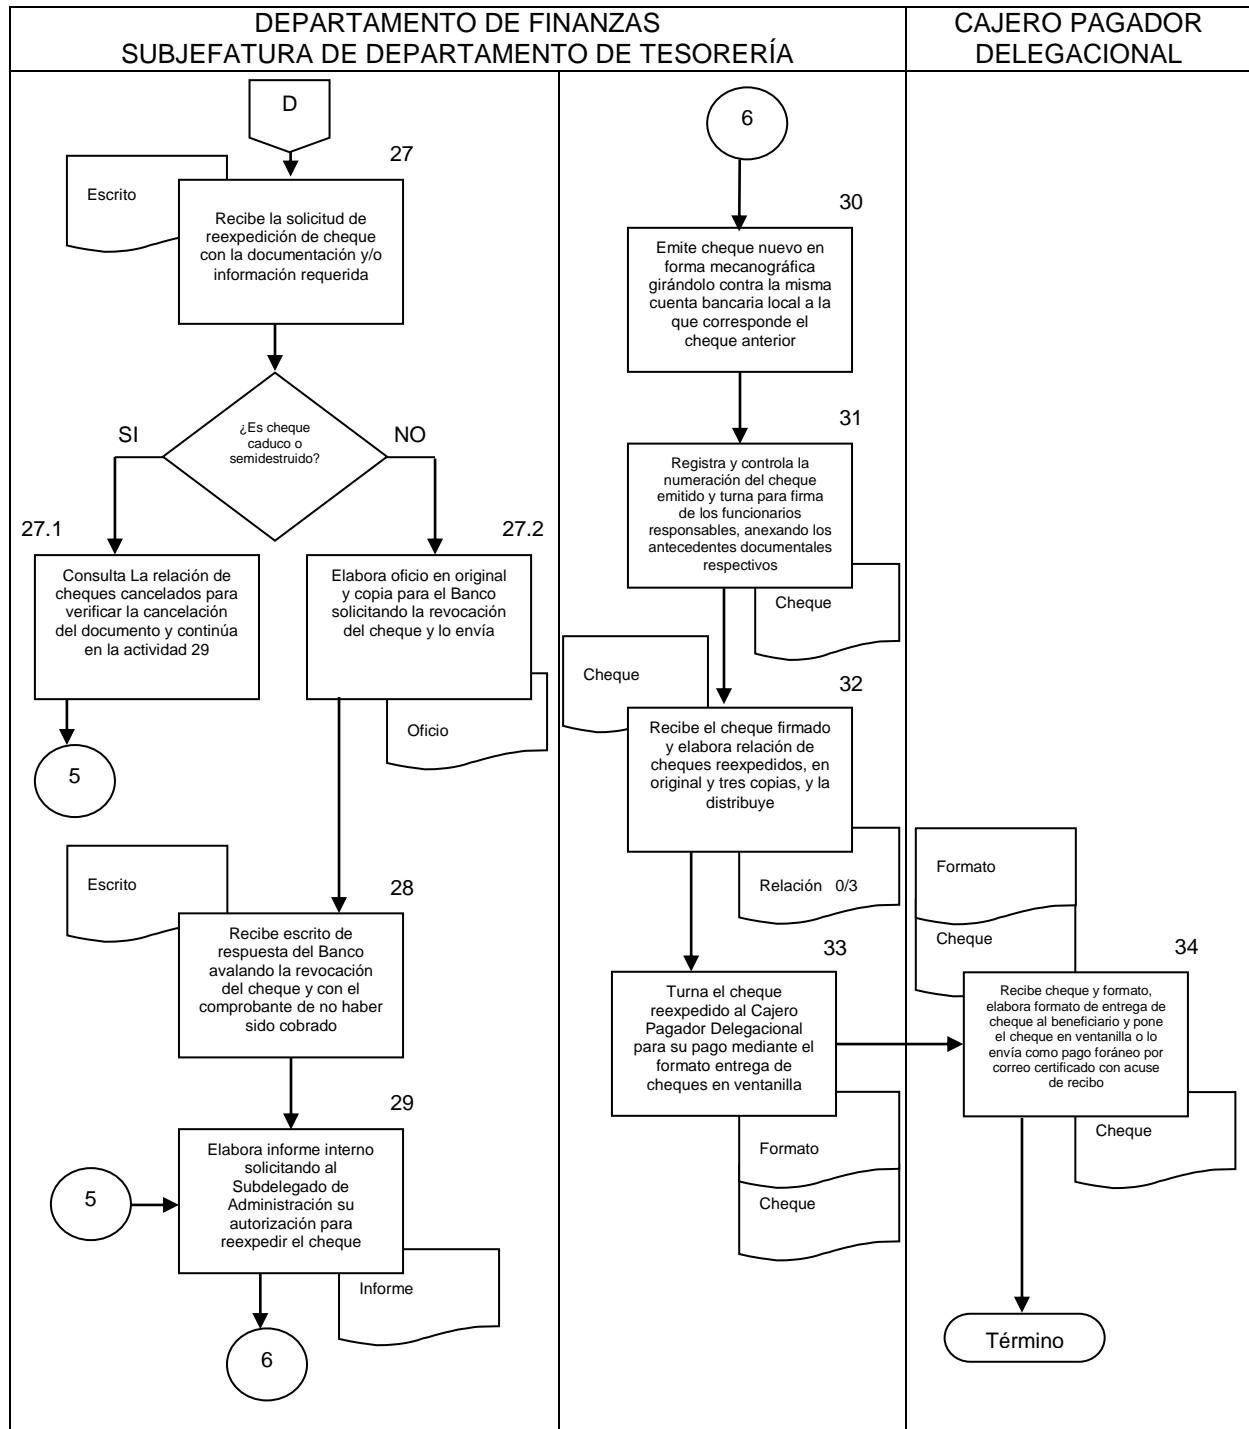 DEPARTAMENTO DE FINANZAS
SUBJEFATURA DE DEPARTAMENTO DE TESORERÍA
CAJERO PAGADOR
DELEGACIONAL
D
27
Escrito
Recibe la solicitud de
reexpedición de cheque
con la documentación y/o
información requerida
¿Es cheque
caduco o
semidestruido?
SI
NO
27.1
Consulta La relación de
cheques cancelados para
verificar la cancelación
del documento y continúa
en la actividad 29
5
27.2
Elabora oficio en original
y copia para el Banco
solicitando la revocación
del cheque y lo envía
Oficio
Escrito
28
Recibe escrito de
respuesta del Banco
avalando la revocación
del cheque y con el
comprobante de no haber
sido cobrado
29
5
Elabora informe interno
solicitando al
Subdelegado de
Administración su
autorización para
reexpedir el cheque
Informe
6
6
30
Emite cheque nuevo en
forma mecanográfica
girándolo contra la misma
cuenta bancaria local a la
que corresponde el
cheque anterior
31
Registra y controla la
numeración del cheque
emitido y turna para firma
de los funcionarios
responsables, anexando los
antecedentes documentales
respectivos
Cheque
Cheque
32
Recibe el cheque firmado
y elabora relación de
cheques reexpedidos, en
original y tres copias, y la
distribuye
Relación 0/3
33
Turna el cheque
reexpedido al Cajero
Pagador Delegacional
para su pago mediante el
formato entrega de
cheques en ventanilla
Formato
Cheque
Formato
Cheque
34
Recibe cheque y formato,
elabora formato de entrega de
cheque al beneficiario y pone
el cheque en ventanilla o lo
envía como pago foráneo por
correo certificado con acuse
de recibo
Cheque
Término